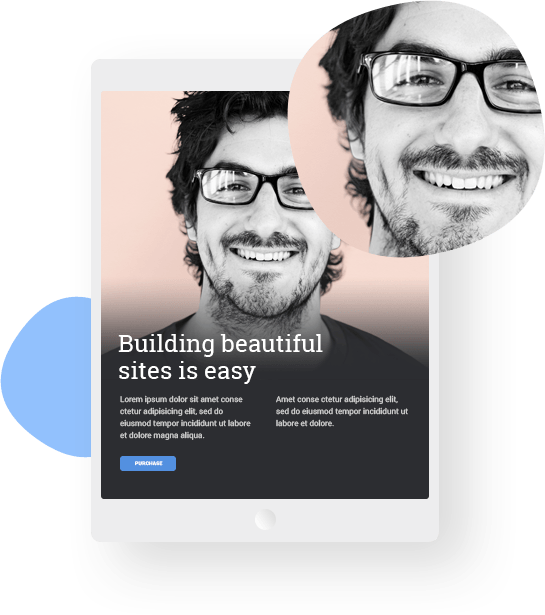 Building beautiful
sites is easy
Lorem ipsum dolor sit amet conse
ctetur adipisicing elit, sed do
eiusmod tempor incididunt ut labore
et dolore magna aliqua.
Amet conse ctetur adipisicing elit,
sed do eiusmod tempor incididunt ut
labore et dolore.
PURCHASE